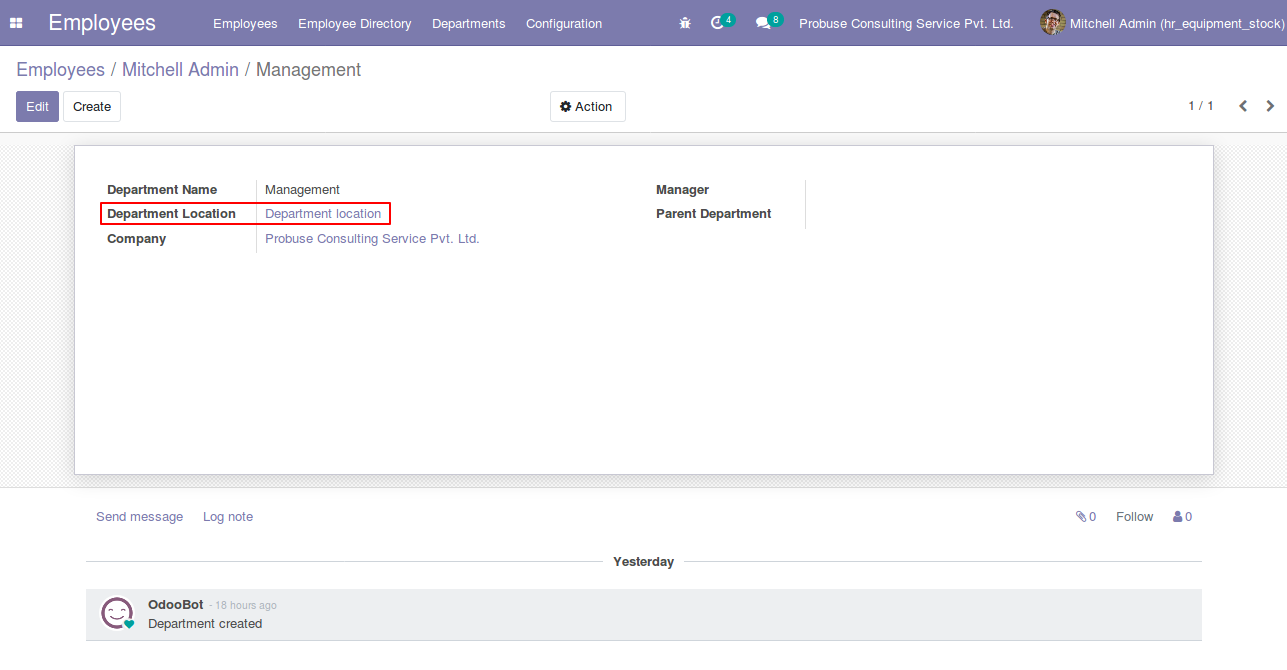 Employees Employees Employee Directory Departments Configuration 4 8 Probuse Consulting Service Pvt. Ltd. Mitchell Admin (hr_equipment_stock)
Employees / Mitchell Admin / Management
Edit Create Action 1 / 1
Department Name Management Manager
Department Location Department location Parent Department
Company Probuse Consulting Service Pvt. Ltd.
Send message Log note 0 Follow 0
Yesterday
OdooBot - 18 hours ago
Department created